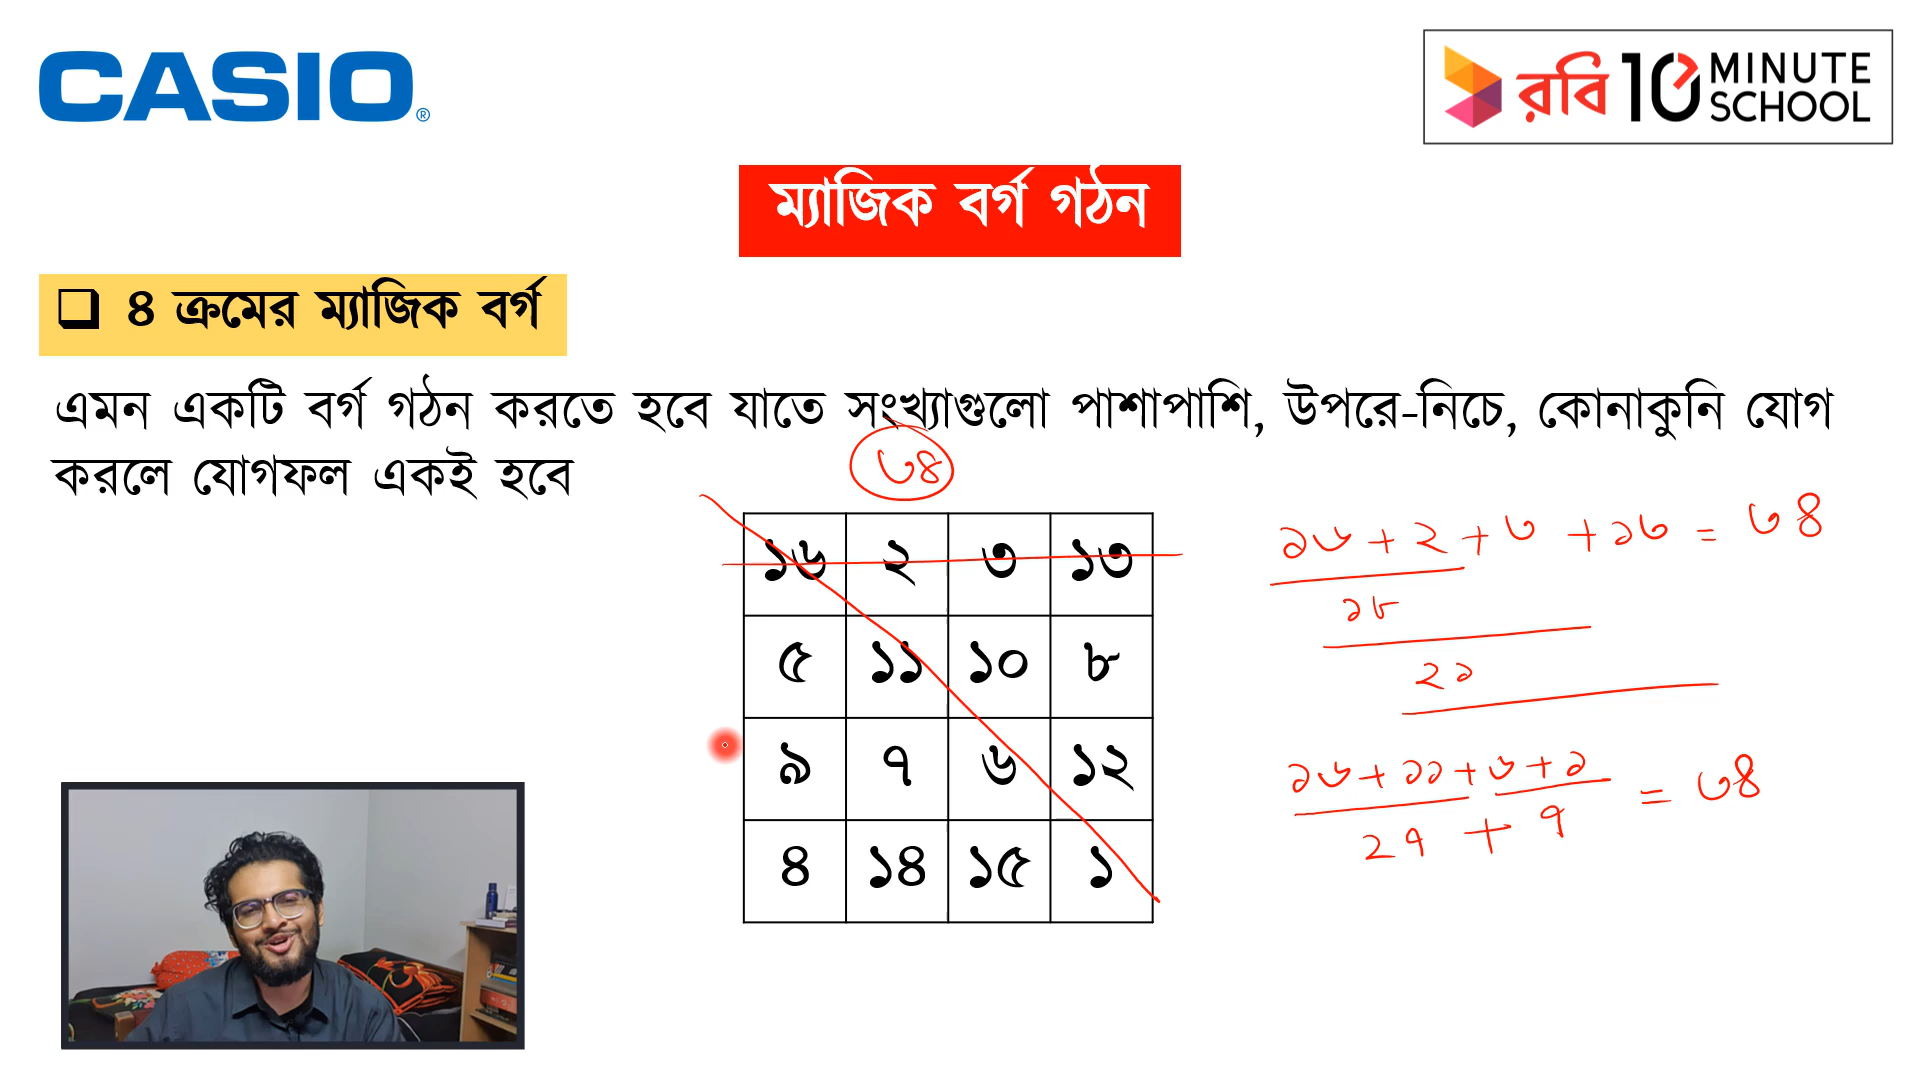 CASIO®
রবি 10 MINUTE SCHOOL
ম্যাজিক বর্গ গঠন
❑ ৪ ক্রমের ম্যাজিক বর্গ
এমন একটি বর্গ গঠন করতে হবে যাতে সংখ্যাগুলো পাশাপাশি, উপরে-নিচে, কোনাকুনি যোগ
করলে যোগফল একই হবে
৩৪
১৬ ২ ৩ ১৩
৫ ১১ ১০ ৮
৯ ৭ ৬ ১২
৪ ১৪ ১৫ ১
১৬ + ২ + ৩ + ১৩ = ৩৪
১৮
২১
১৬ + ১১ + ৬ + ১ = ৩৪
২৭ + ৭